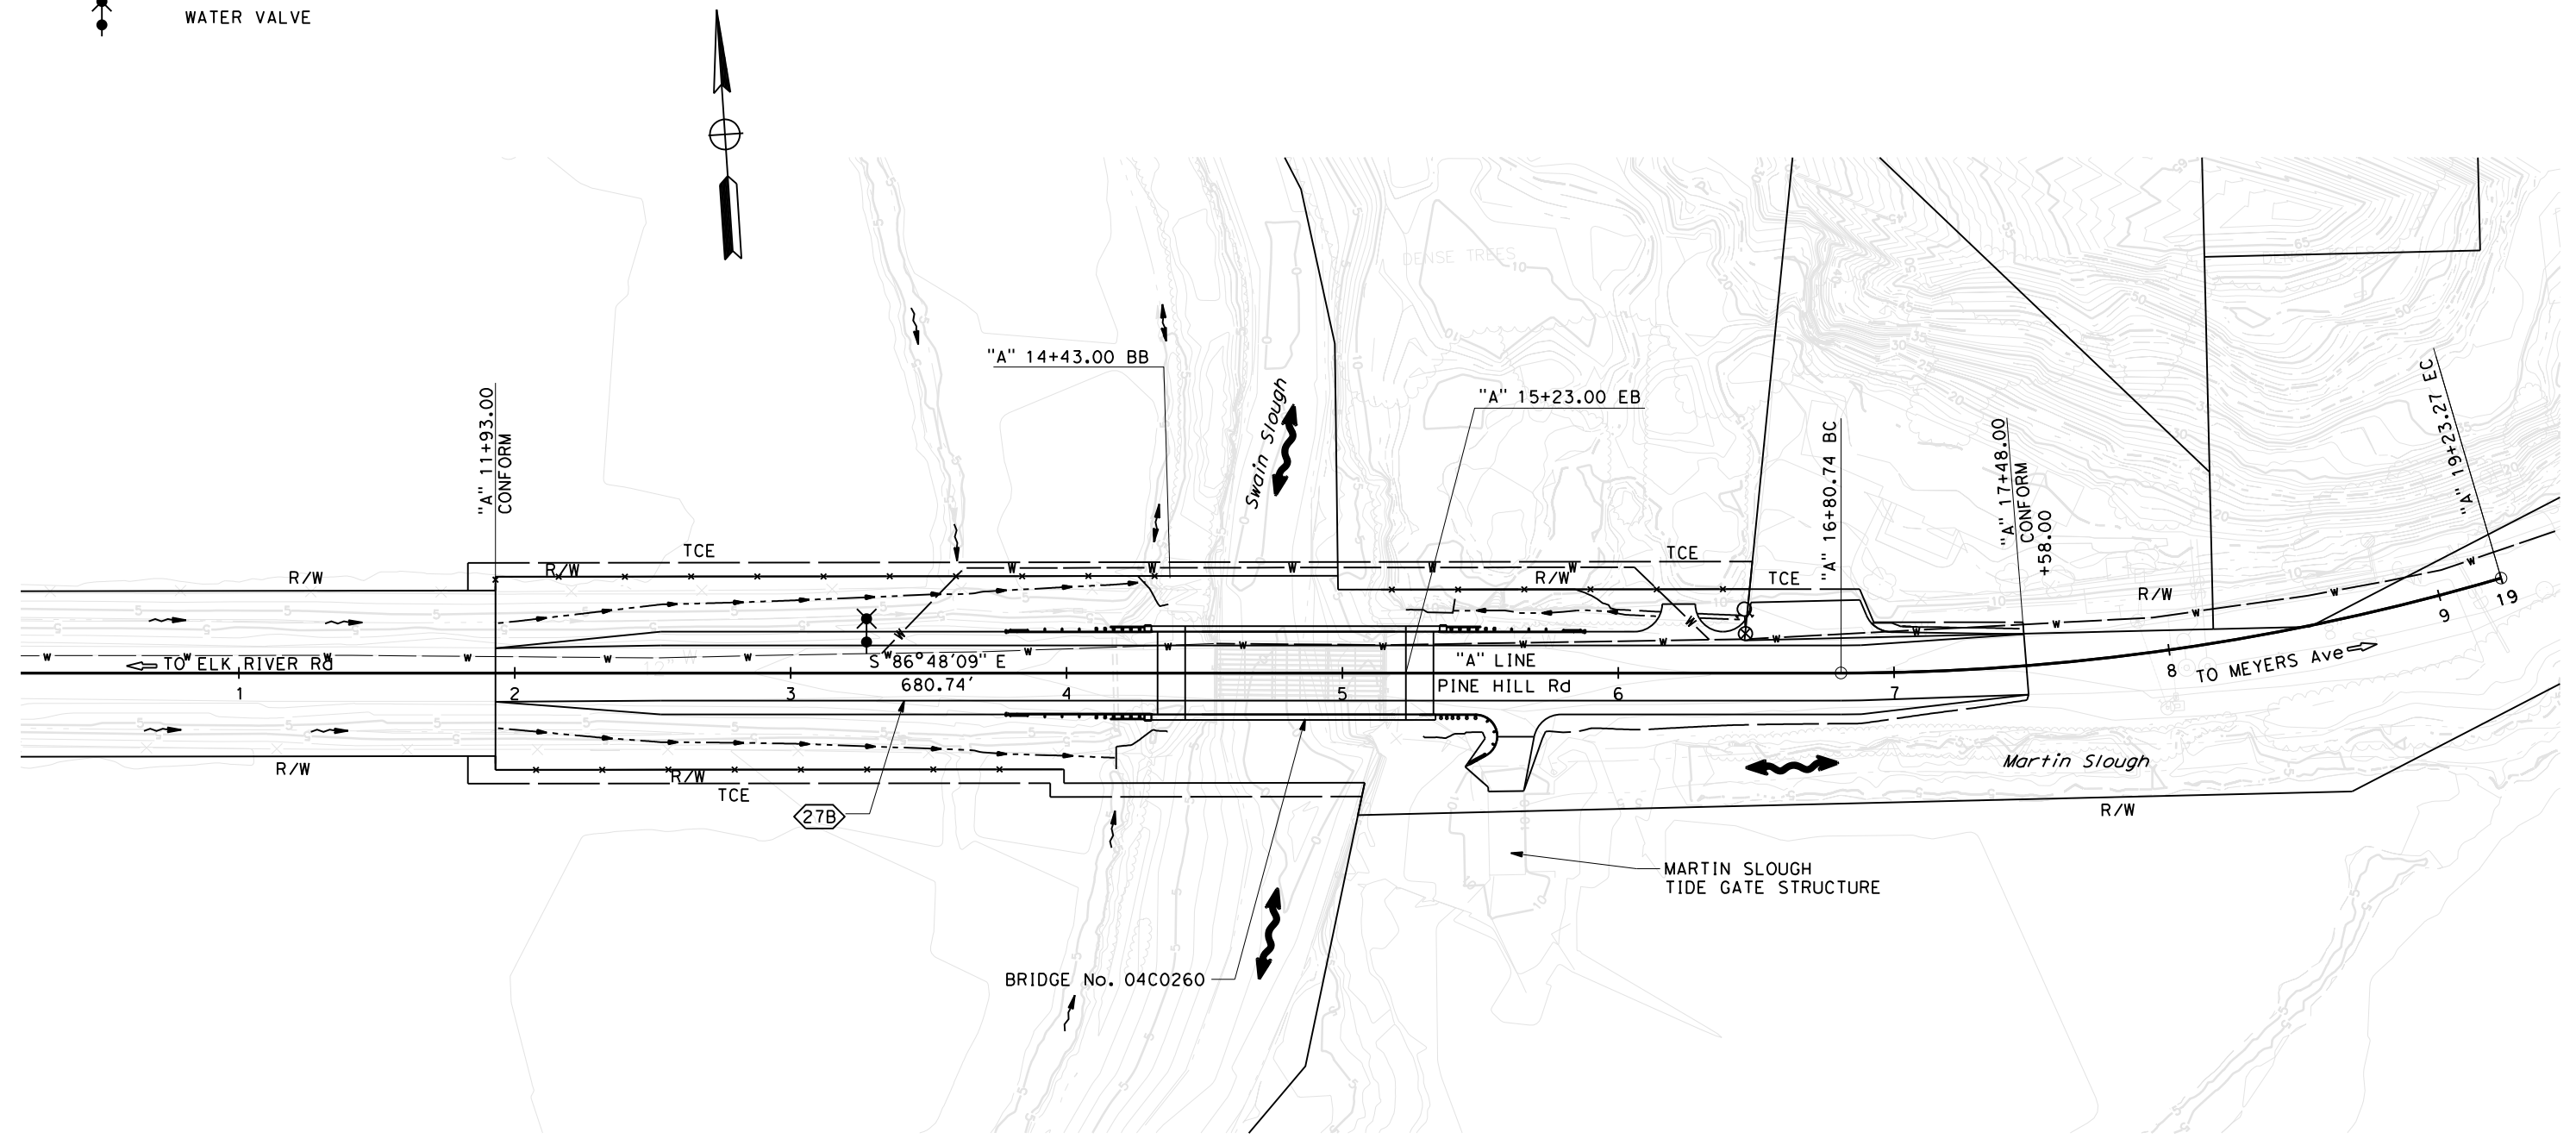 WATER VALVE
DENSE TREES
"A" 14+43.00 BB
"A" 15+23.00 EB
"A" 11+93.00
CONFORM
Swain Slough
"A" 16+80.74 BC
"A" 17+48.00
CONFORM
+58.00
"A" 19+23.27 EC
TCE
TCE
TCE
R/W
R/W
R/W
R/W
TO ELK RIVER Rd
S 86°48'09" E
680.74'
"A" LINE
PINE HILL Rd
1
2
3
4
5
6
7
8
9
19
TO MEYERS Ave
R/W
R/W
TCE
27B
Martin Slough
R/W
MARTIN SLOUGH
TIDE GATE STRUCTURE
BRIDGE No. 04C0260